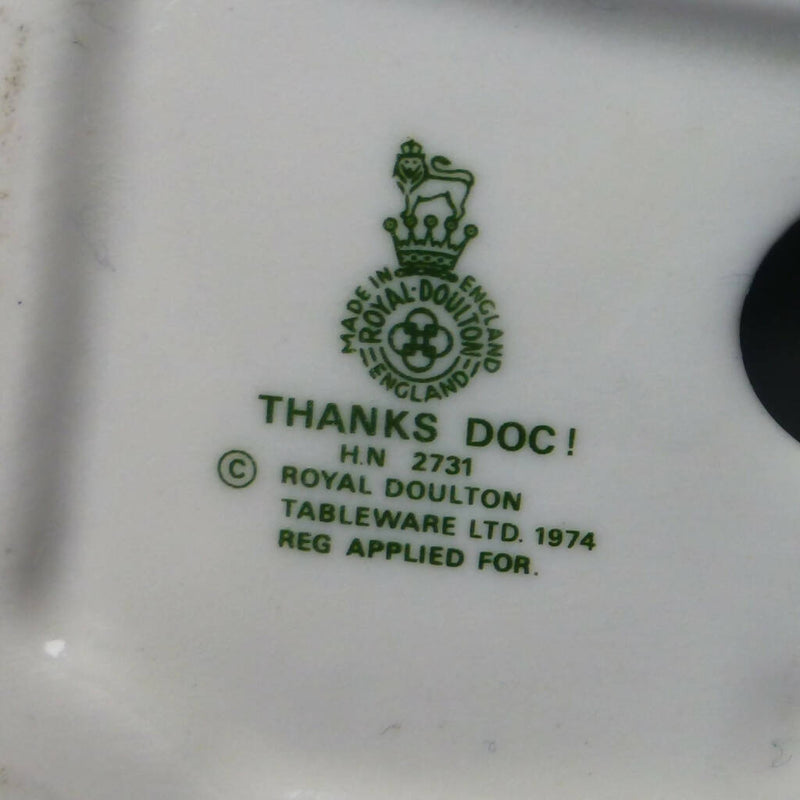 MADE IN ENGLAND
ROYAL·DOULTON
ENGLAND
THANKS DOC!
H.N 2731
© ROYAL DOULTON
TABLEWARE LTD. 1974
REG APPLIED FOR.